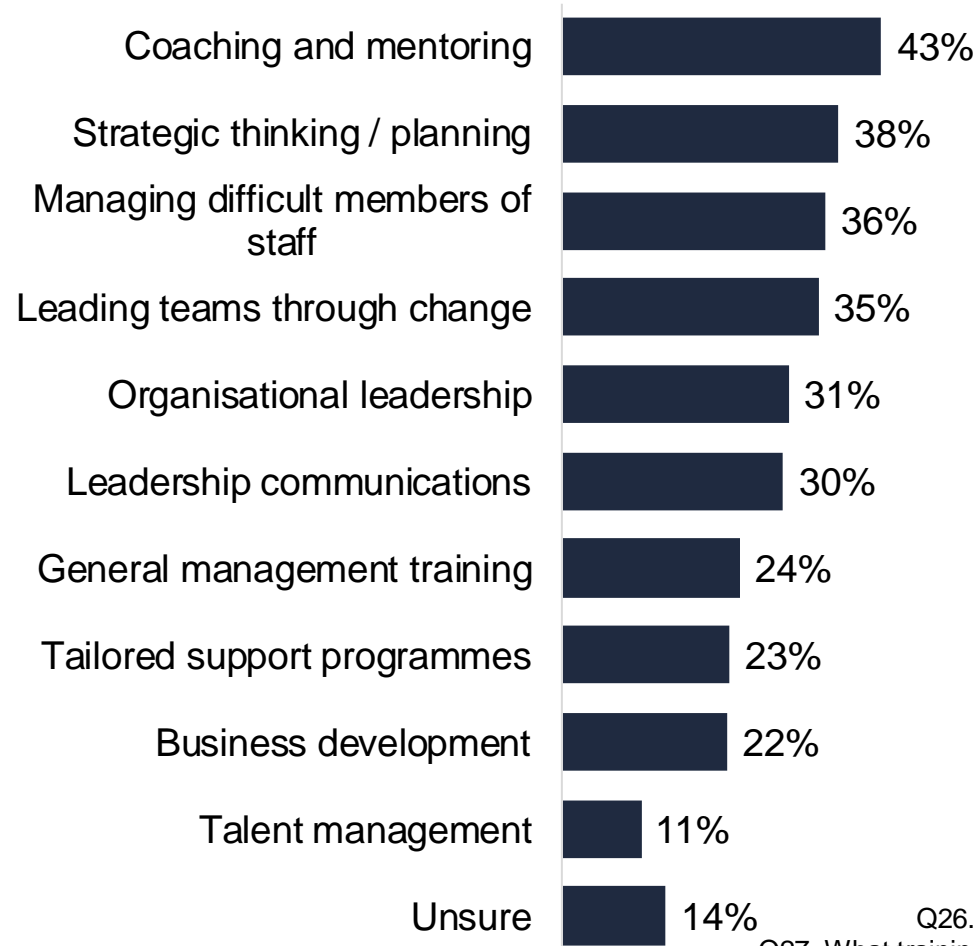 Coaching and mentoring 43%
Strategic thinking / planning 38%
Managing difficult members of
staff 36%
Leading teams through change 35%
Organisational leadership 31%
Leadership communications 30%
General management training 24%
Tailored support programmes 23%
Business development 22%
Talent management 11%
Unsure 14% Q26.